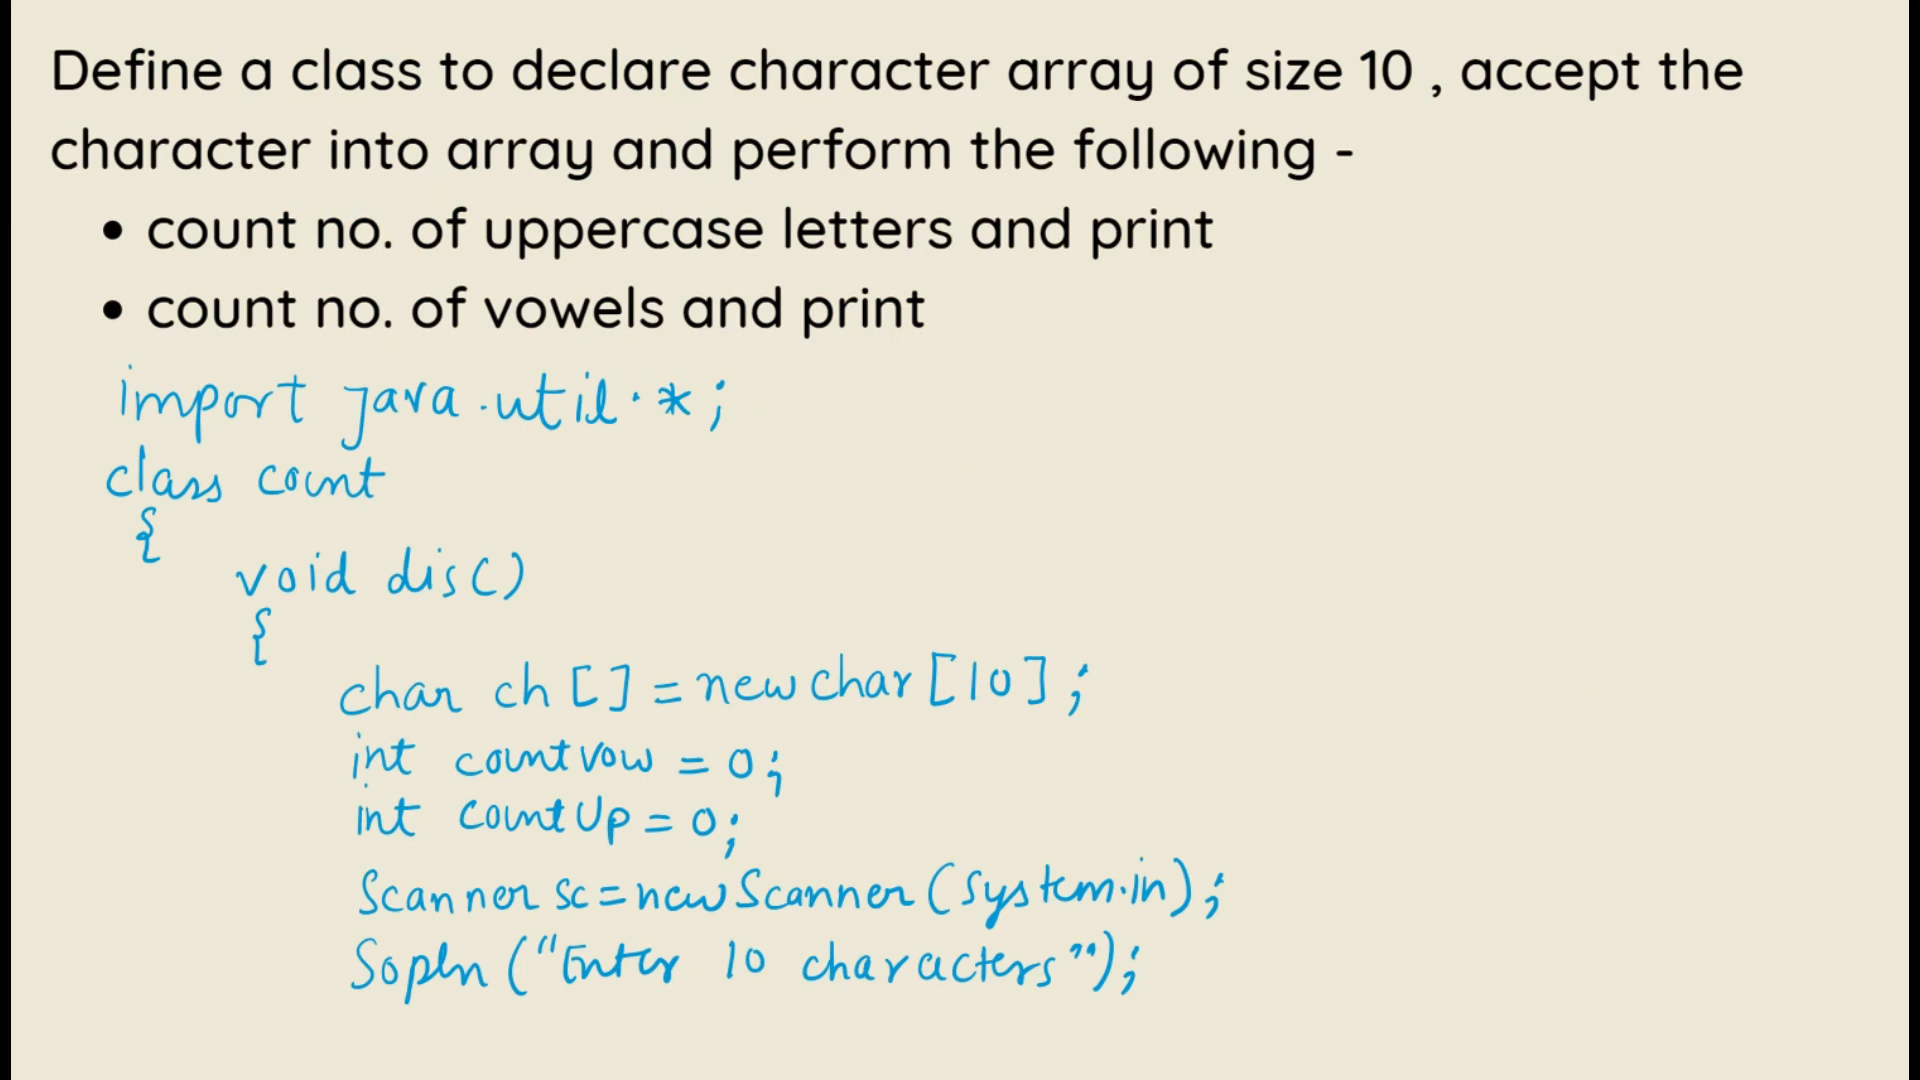 Define a class to declare character array of size 10 , accept the
character into array and perform the following -
• count no. of uppercase letters and print
• count no. of vowels and print
import java.util.*;
class count
{
void dis()
{
char ch[] = new char[10];
int countvow = 0;
int countUp = 0;
Scanner sc = new Scanner(System.in);
Sopln("Enter 10 characters");